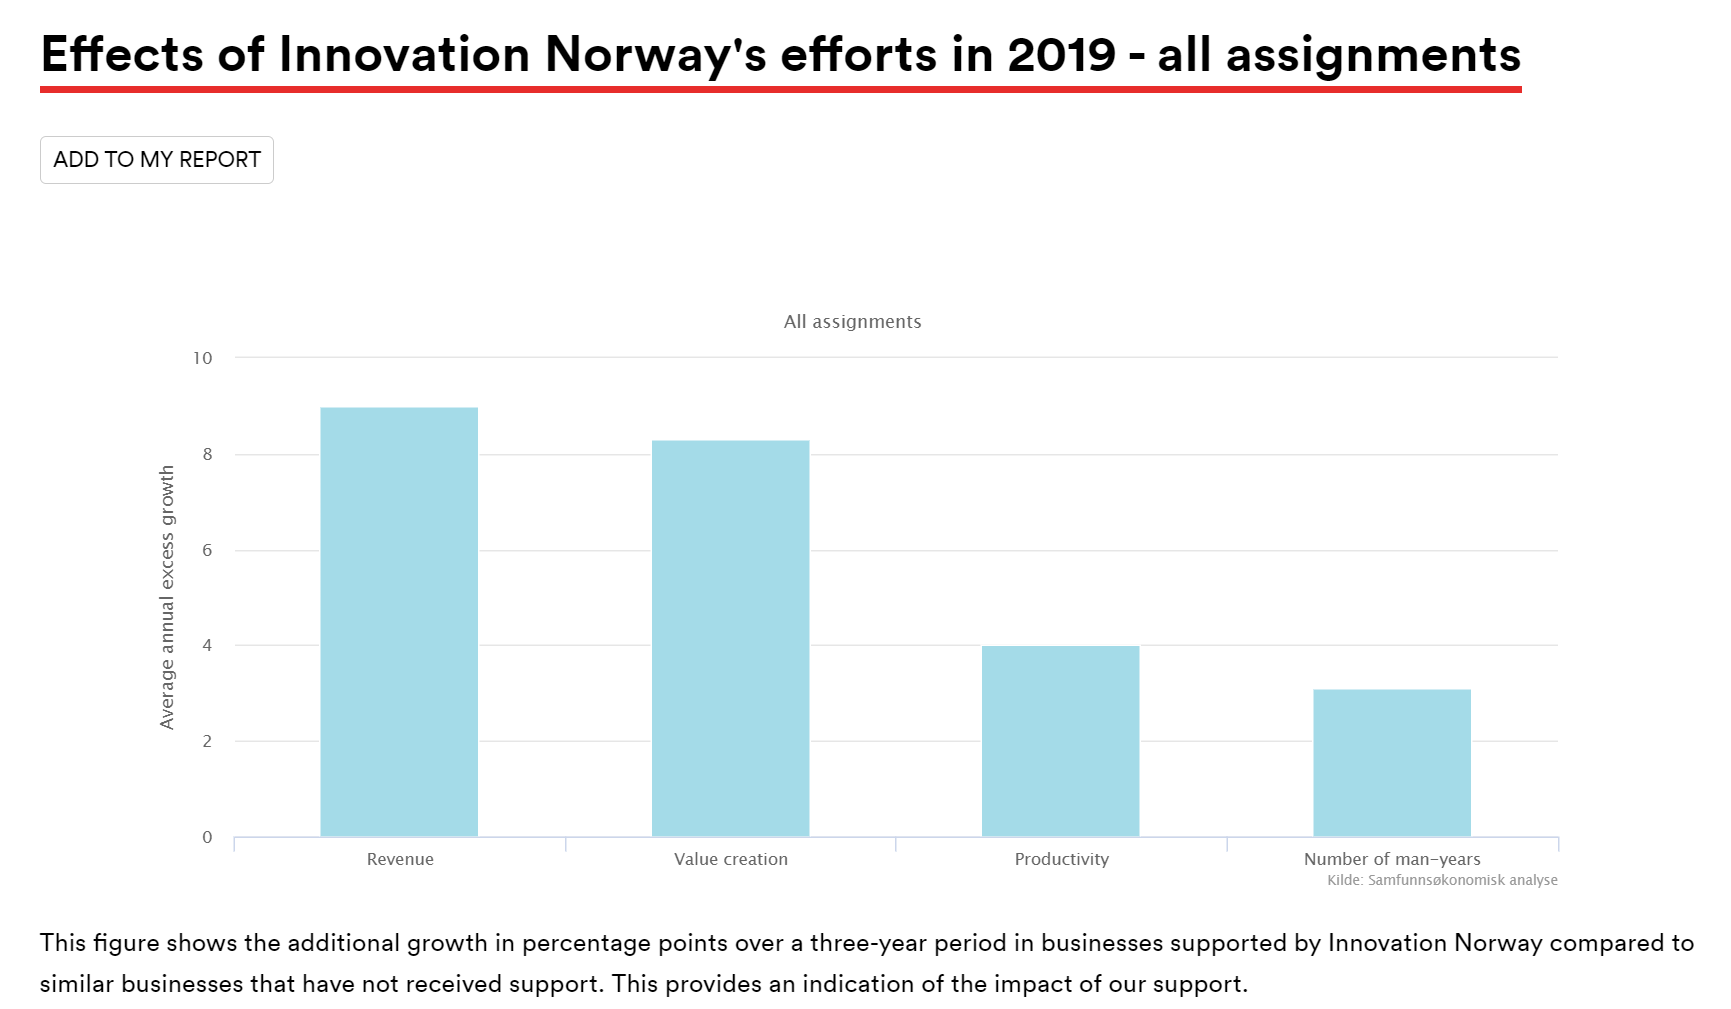 Effects of Innovation Norway's efforts in 2019 - all assignments
ADD TO MY REPORT
All assignments
Average annual excess growth
10
8
6
4
2
0
Revenue
Value creation
Productivity
Number of man-years
Kilde: Samfunnsøkonomisk analyse
This figure shows the additional growth in percentage points over a three-year period in businesses supported by Innovation Norway compared to
similar businesses that have not received support. This provides an indication of the impact of our support.